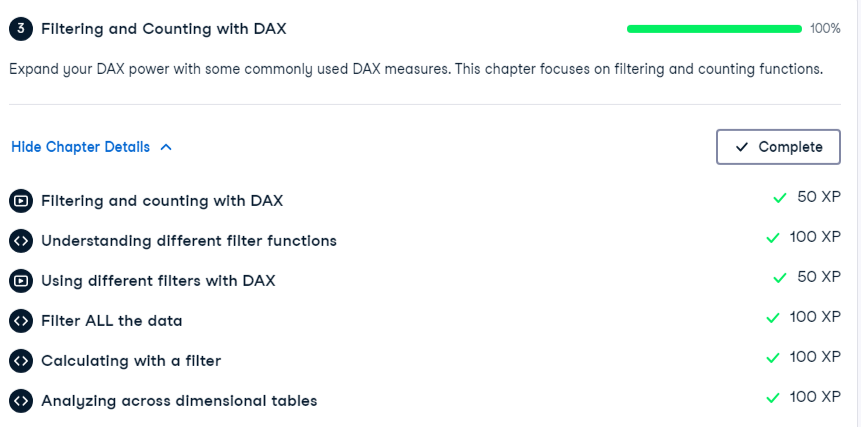 3 Filtering and Counting with DAX 100%
Expand your DAX power with some commonly used DAX measures. This chapter focuses on filtering and counting functions.
Hide Chapter Details Complete
Filtering and counting with DAX 50 XP
Understanding different filter functions 100 XP
Using different filters with DAX 50 XP
Filter ALL the data 100 XP
Calculating with a filter 100 XP
Analyzing across dimensional tables 100 XP